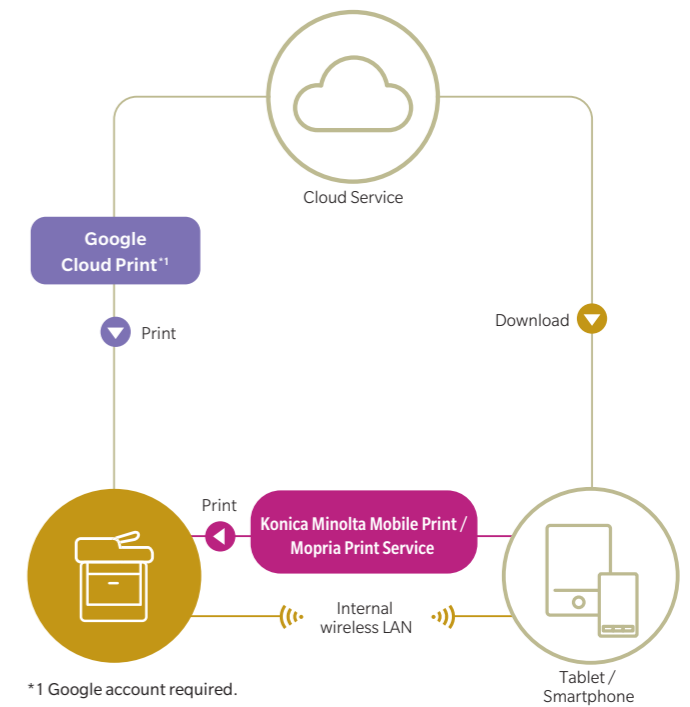 Cloud Service
Google
Cloud Print*1
Print
Download
Print
Konica Minolta Mobile Print /
Mopria Print Service
Internal
wireless LAN
Tablet /
Smartphone
*1 Google account required.